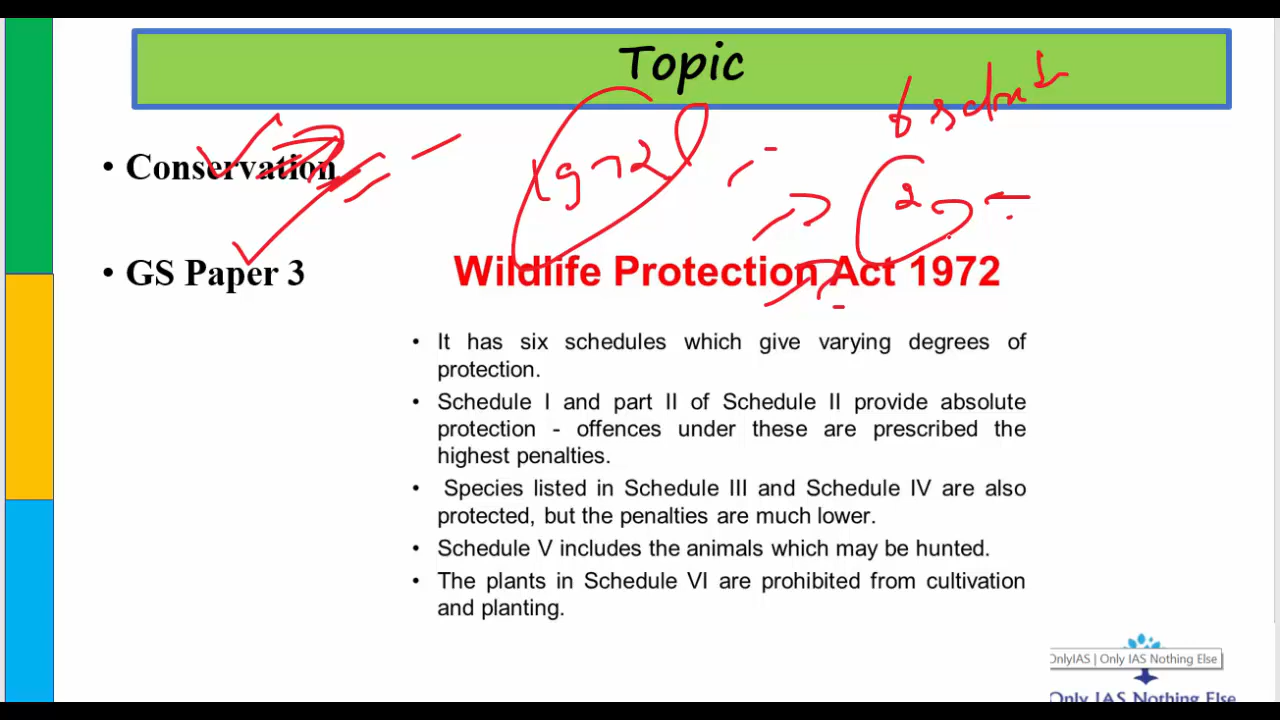 Topic
• Conservation
1972
• GS Paper 3
Wildlife Protection Act 1972
• It has six schedules which give varying degrees of
protection.
• Schedule I and part II of Schedule II provide absolute
protection - offences under these are prescribed the
highest penalties.
• Species listed in Schedule III and Schedule IV are also
protected, but the penalties are much lower.
• Schedule V includes the animals which may be hunted.
• The plants in Schedule VI are prohibited from cultivation
and planting.
OnlyIAS | Only IAS Nothing Else
Only IAS Nothing Else